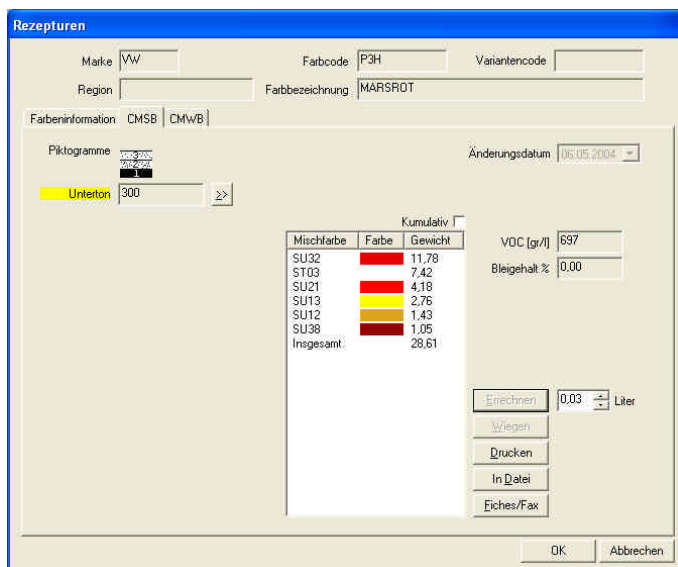 Rezepturen
Marke VW Farbcode P3H Variantencode
Region Farbbezeichnung MARSROT
Farbeninformation CMSB CMWB
Piktogramme 3 2 1 Änderungsdatum 06.05.2004
Unterton 300 >>
Kumulativ
Mischfarbe Farbe Gewicht VOC [gr/l] 697
SU32 11,78
ST03 7,42 Bleigehalt % 0,00
SU21 4,18
SU13 2,76
SU12 1,43
SU38 1,05
Insgesamt. 28,61
Errechnen 0,03 Liter
Wiegen
Drucken
In Datei
Fiches/Fax
OK Abbrechen